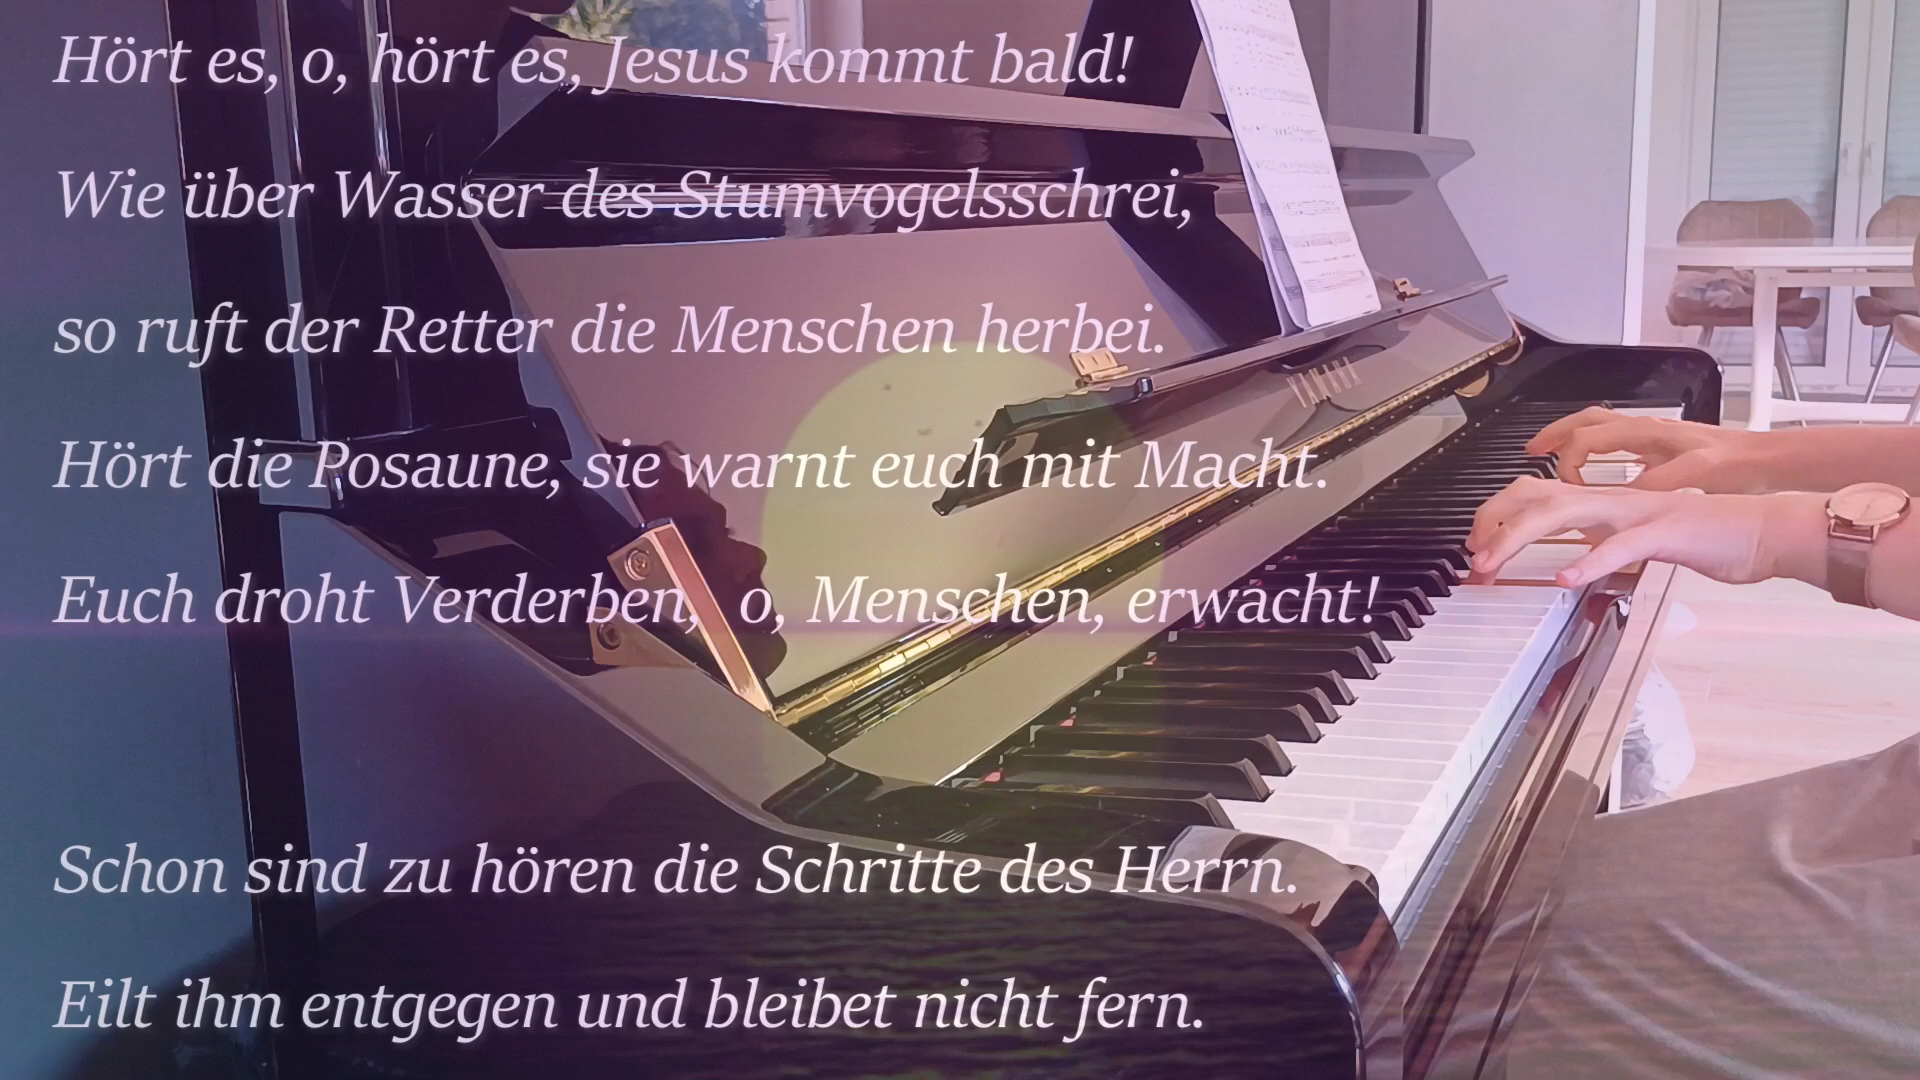 Hört es, o, hört es, Jesus kommt bald!
Wie über Wasser des Stumvogelsschrei,
so ruft der Retter die Menschen herbei.
YAMAHA
Hört die Posaune, sie warnt euch mit Macht.
Euch droht Verderben, o, Menschen, erwacht!
Schon sind zu hören die Schritte des Herrn.
Eilt ihm entgegen und bleibet nicht fern.